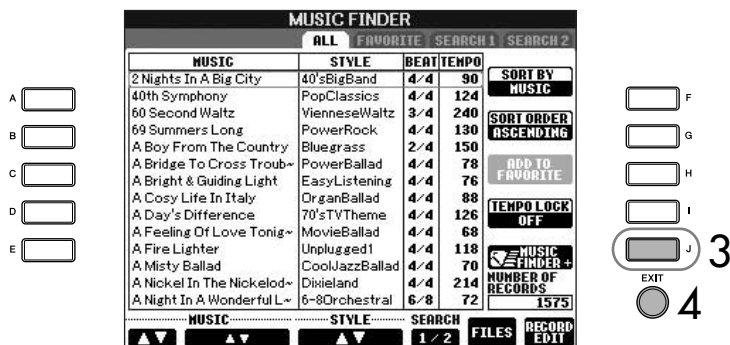 MUSIC FINDER
ALL FAVORITE SEARCH 1 SEARCH 2
MUSIC STYLE BEAT TEMPO
2 Nights In A Big City 40'sBigBand 4/4 90
40th Symphony PopClassics 4/4 124
60 Second Waltz VienneseWaltz 3/4 240
69 Summers Long PowerRock 4/4 130
A Boy From The Country Bluegrass 2/4 150
A Bridge To Cross Troub~ PowerBallad 4/4 78
A Bright & Guiding Light EasyListening 4/4 76
A Cosy Life In Italy OrganBallad 4/4 88
A Day's Difference 70'sTVTheme 4/4 126
A Feeling Of Love Tonig~ MovieBallad 4/4 68
A Fire Lighter Unplugged1 4/4 118
A Misty Ballad CoolJazzBallad 4/4 70
A Nickel In The Nickelod~ Dixieland 4/4 214
A Night In A Wonderful L~ 6-8Orchestral 6/8 72
SORT BY
MUSIC
SORT ORDER
ASCENDING
ADD TO
FAVORITE
TEMPO LOCK
OFF
MUSIC
FINDER+
NUMBER OF
RECORDS
1575
MUSIC STYLE SEARCH
1/2
FILES
RECORD
EDIT
A
B
C
D
E
F
G
H
I
J 3
EXIT
4